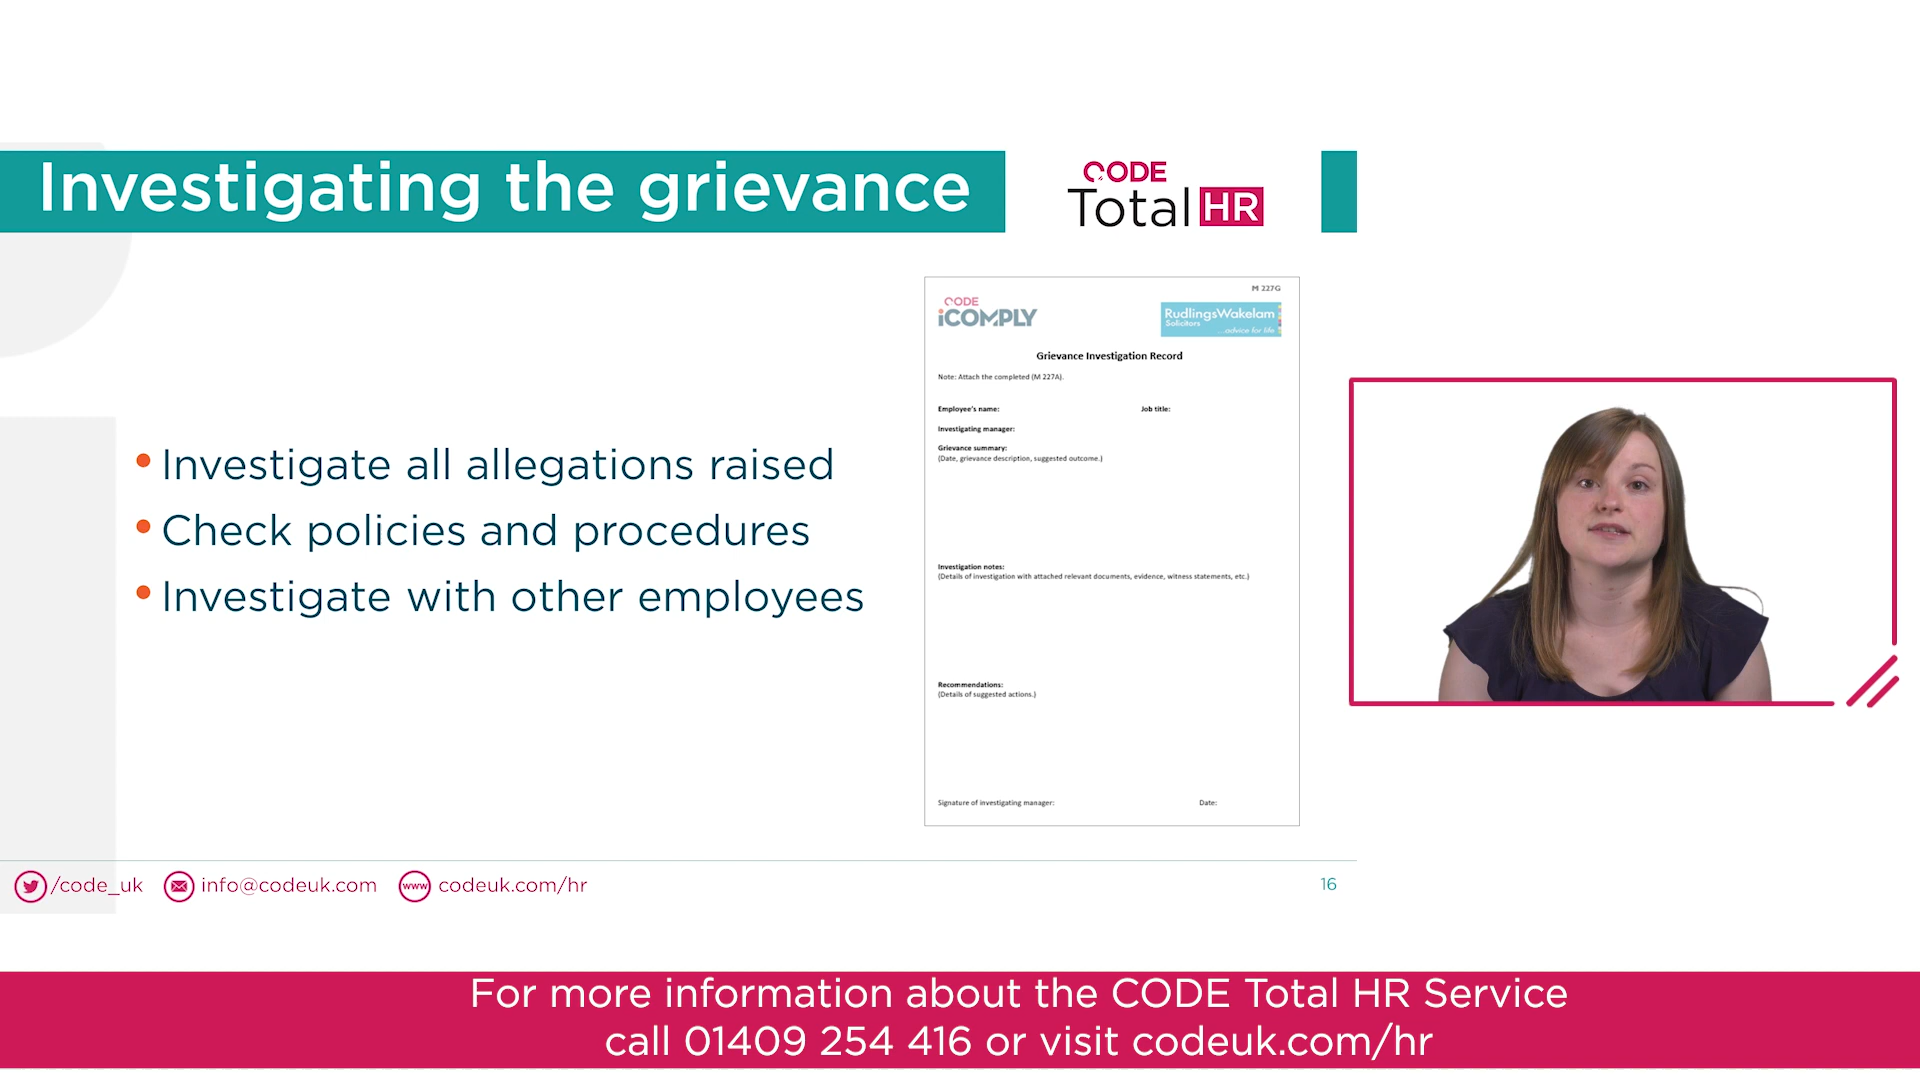 Investigating the grievance
CODE
Total HR
• Investigate all allegations raised
• Check policies and procedures
• Investigate with other employees
M 227G
CODE
iCOMPLY
RudlingsWakelam
Solicitors
...advice for life
Grievance Investigation Record
Note: Attach the completed (M 227A).
Employee's name: Job title:
Investigating manager:
Grievance summary:
(Date, grievance description, suggested outcome.)
Investigation notes:
(Details of investigation with attached relevant documents, evidence, witness statements, etc.)
Recommendations:
(Details of suggested actions.)
Signature of investigating manager: Date:
/code_uk info@codeuk.com www codeuk.com/hr
16
For more information about the CODE Total HR Service
call 01409 254 416 or visit codeuk.com/hr